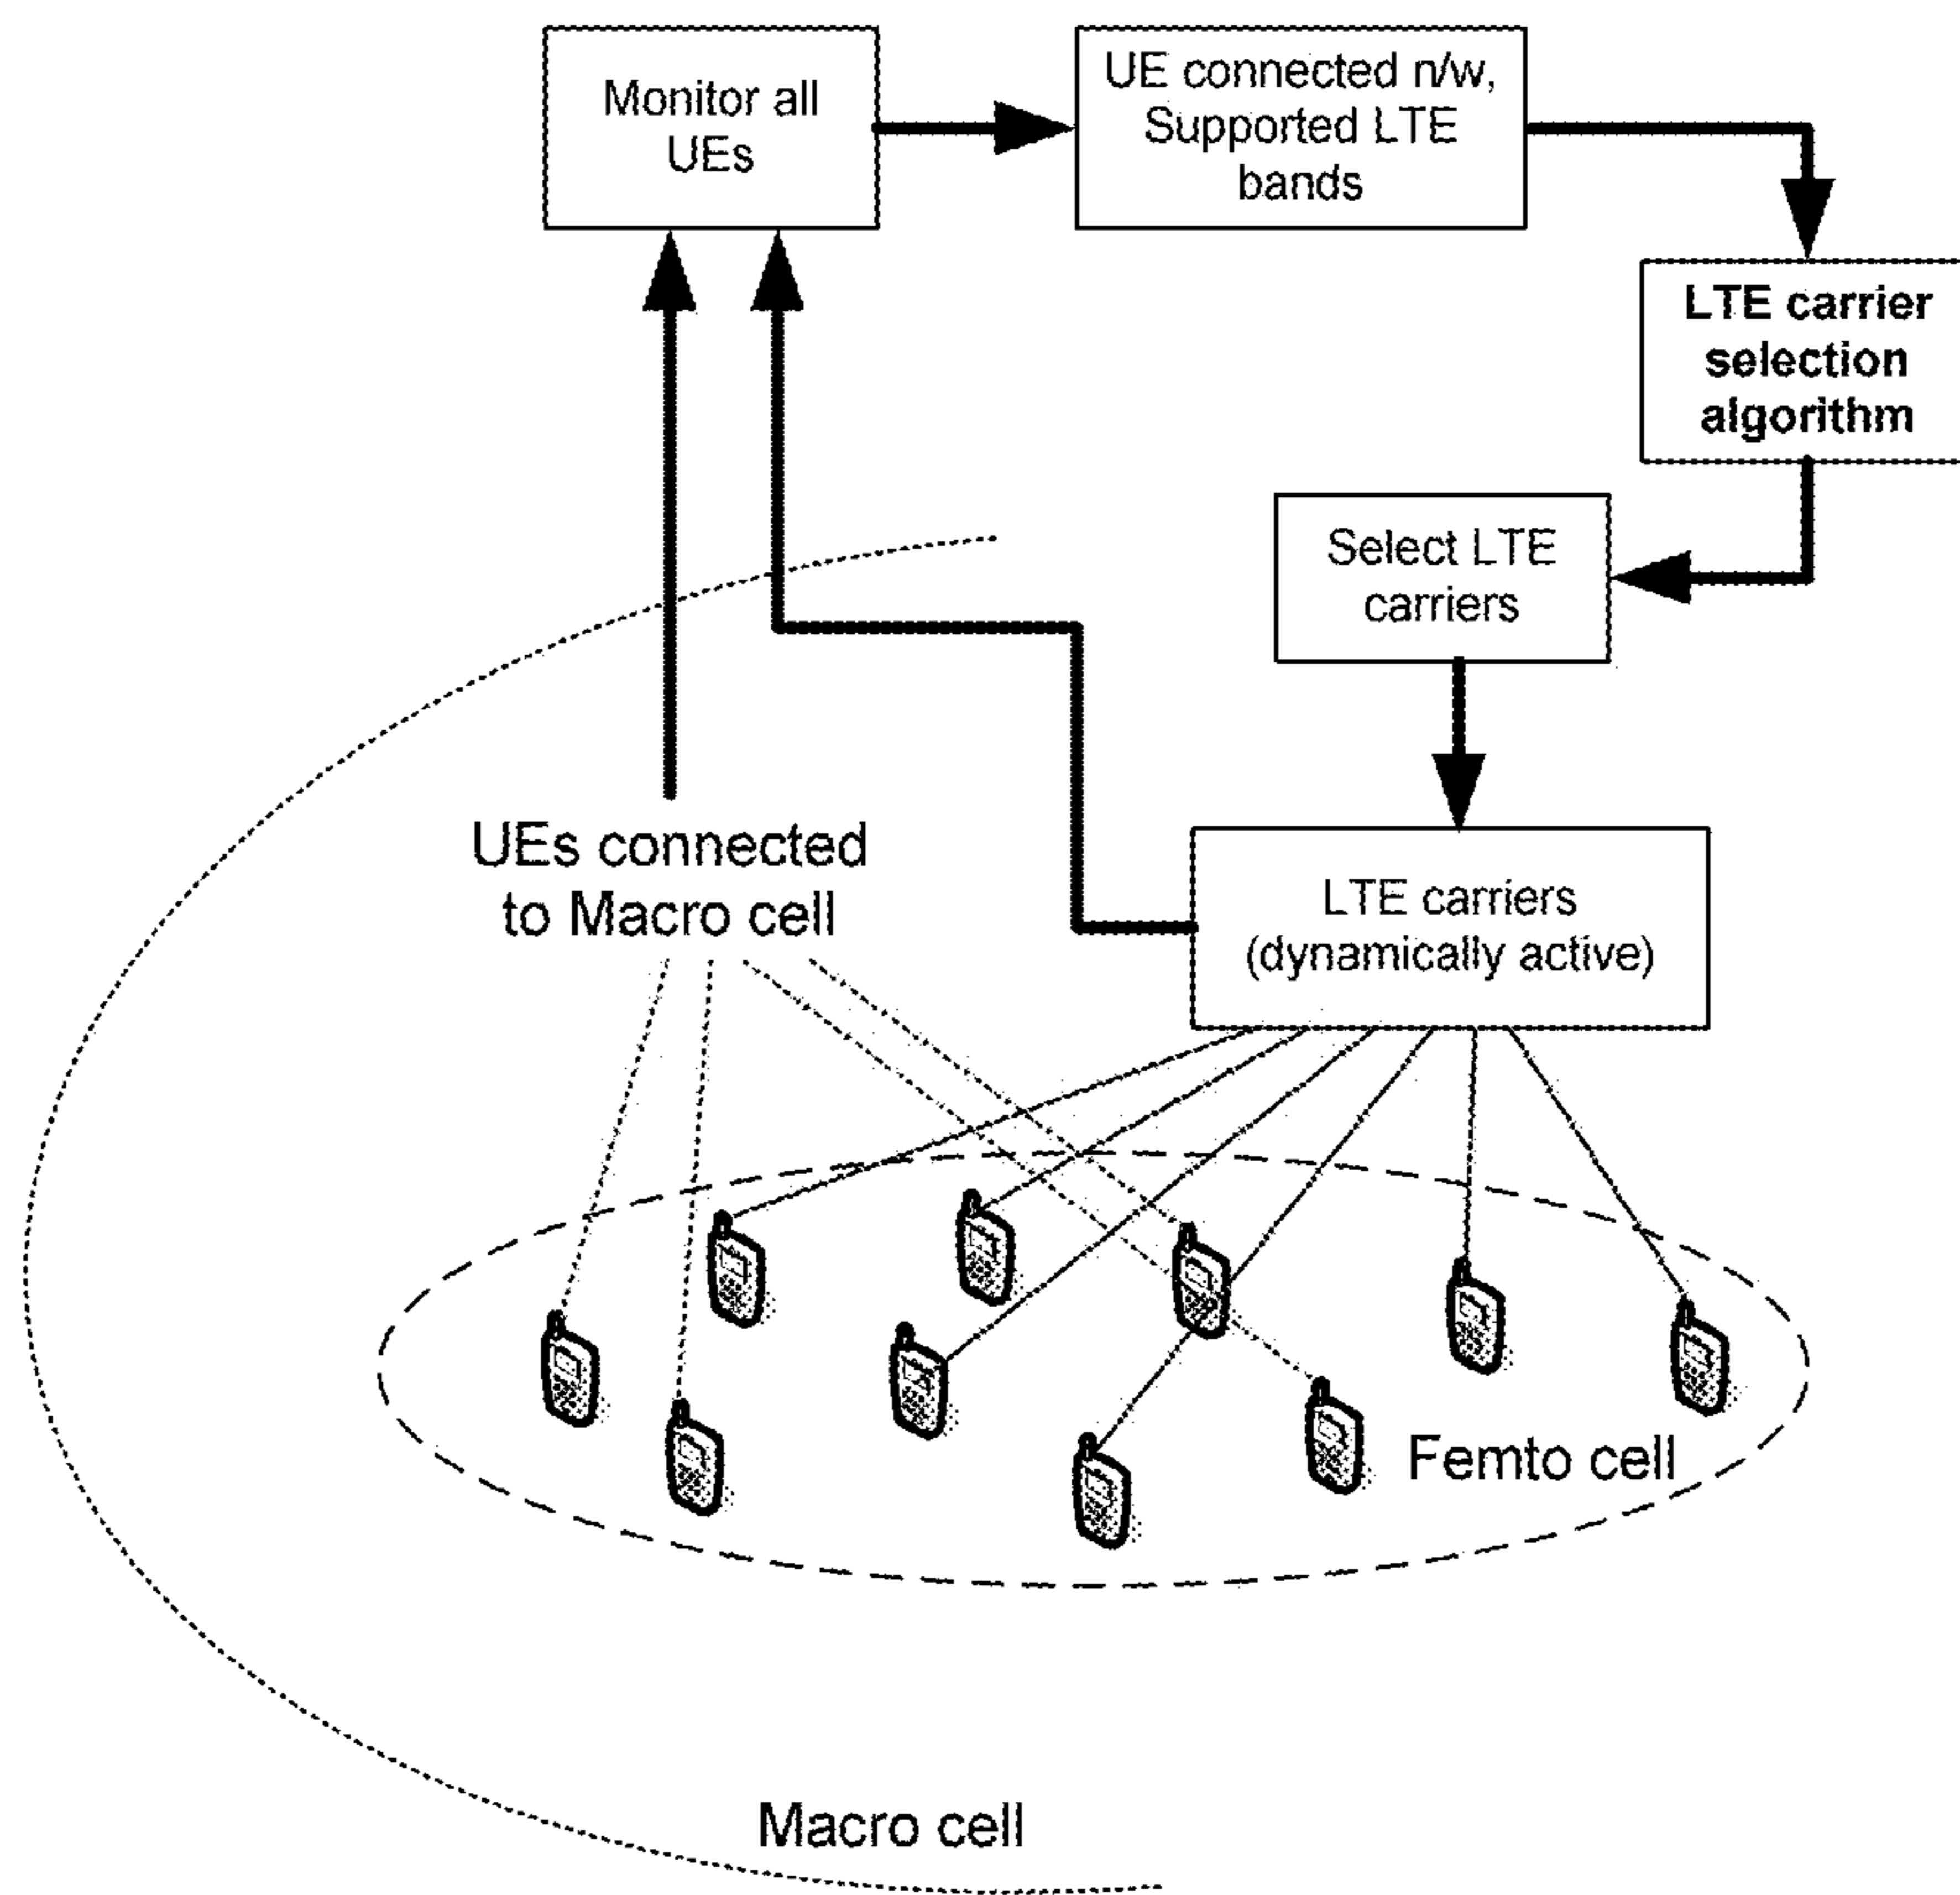 Monitor all
UEs
UE connected n/w,
Supported LTE
bands
LTE carrier
selection
algorithm
Select LTE
carriers
UEs connected
to Macro cell
LTE carriers
(dynamically active)
Femto cell
Macro cell